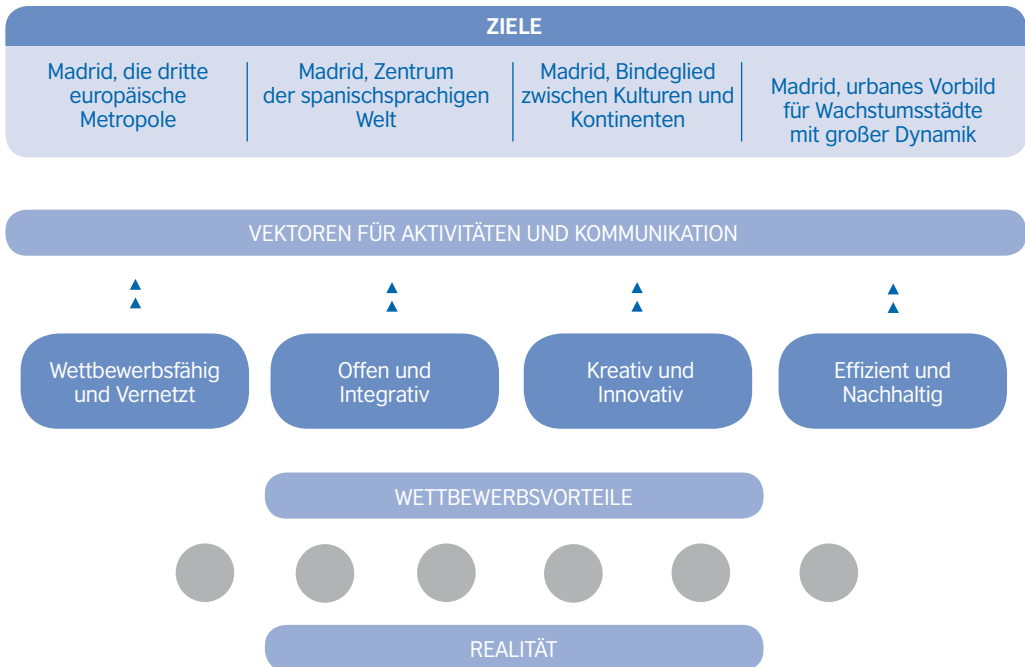 ZIELE
Madrid, die dritte
europäische
Metropole
Madrid, Zentrum
der spanischsprachigen
Welt
Madrid, Bindeglied
zwischen Kulturen und
Kontinenten
Madrid, urbanes Vorbild
für Wachstumsstädte
mit großer Dynamik
VEKTOREN FÜR AKTIVITÄTEN UND KOMMUNIKATION
Wettbewerbsfähig
und Vernetzt
Offen und
Integrativ
Kreativ und
Innovativ
Effizient und
Nachhaltig
WETTBEWERBSVORTEILE
REALITÄT